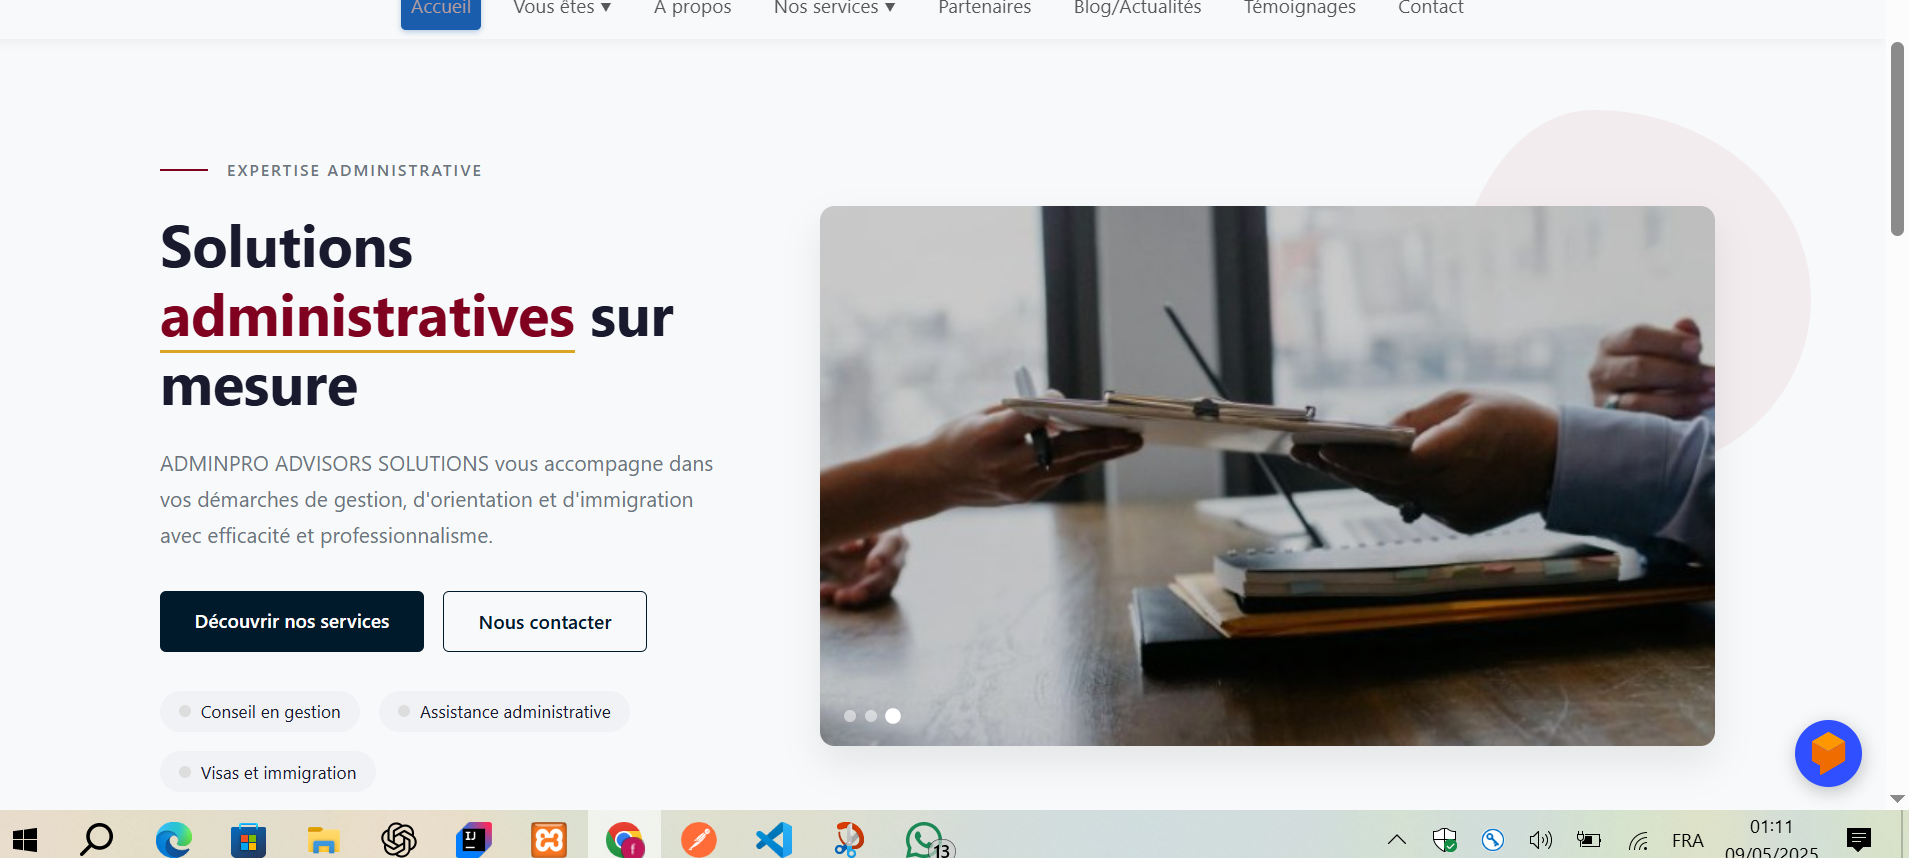 Accueil Vous êtes ▾ À propos Nos services ▾ Partenaires Blog/Actualités Témoignages Contact
EXPERTISE ADMINISTRATIVE
Solutions
administratives sur
mesure
ADMINPRO ADVISORS SOLUTIONS vous accompagne dans
vos démarches de gestion, d'orientation et d'immigration
avec efficacité et professionnalisme.
Découvrir nos services
Nous contacter
Conseil en gestion
Assistance administrative
Visas et immigration
IJ
f
13
FRA
01:11
09/05/2025